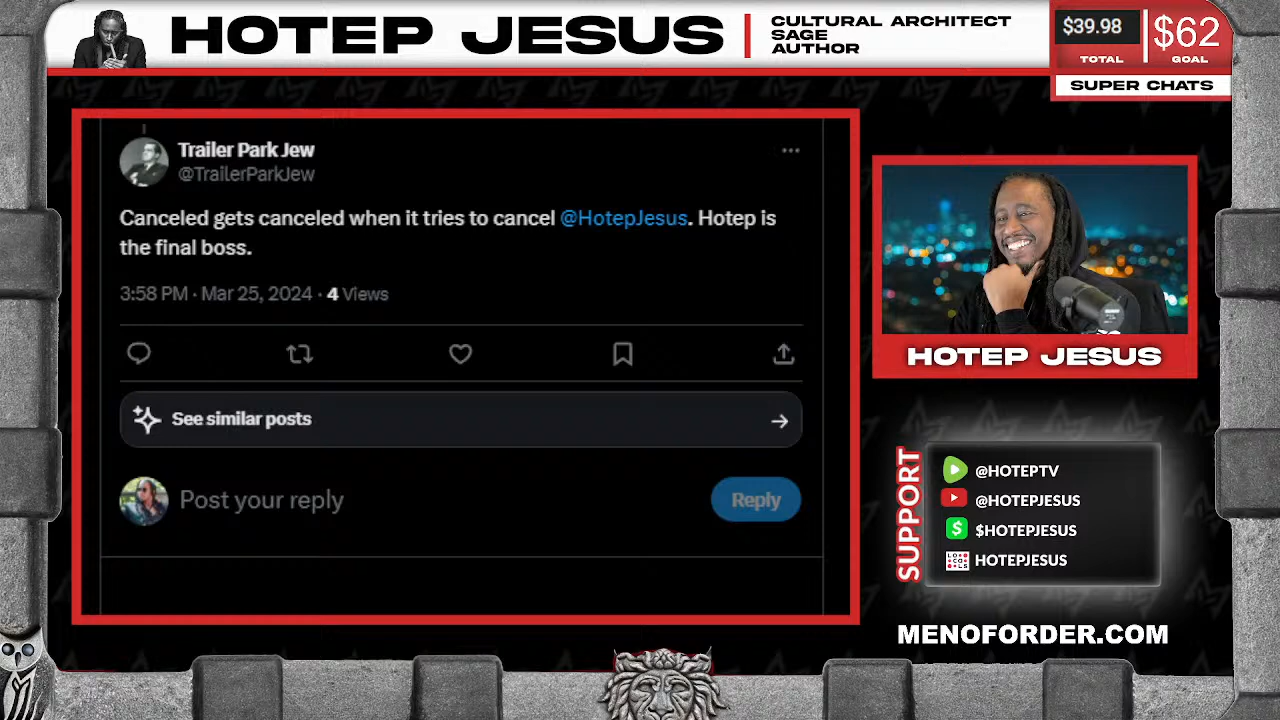 HOTEP JESUS
CULTURAL ARCHITECT
SAGE
AUTHOR
$39.98
TOTAL
$62
GOAL
SUPER CHATS
Trailer Park Jew
@TrailerParkJew
Canceled gets canceled when it tries to cancel @HotepJesus. Hotep is
the final boss.
3:58 PM · Mar 25, 2024 · 4 Views
See similar posts
Post your reply
Reply
HOTEP JESUS
SUPPORT
@HOTEPTV
@HOTEPJESUS
$HOTEPJESUS
LOCALS
HOTEPJESUS
MENOFORDER.COM